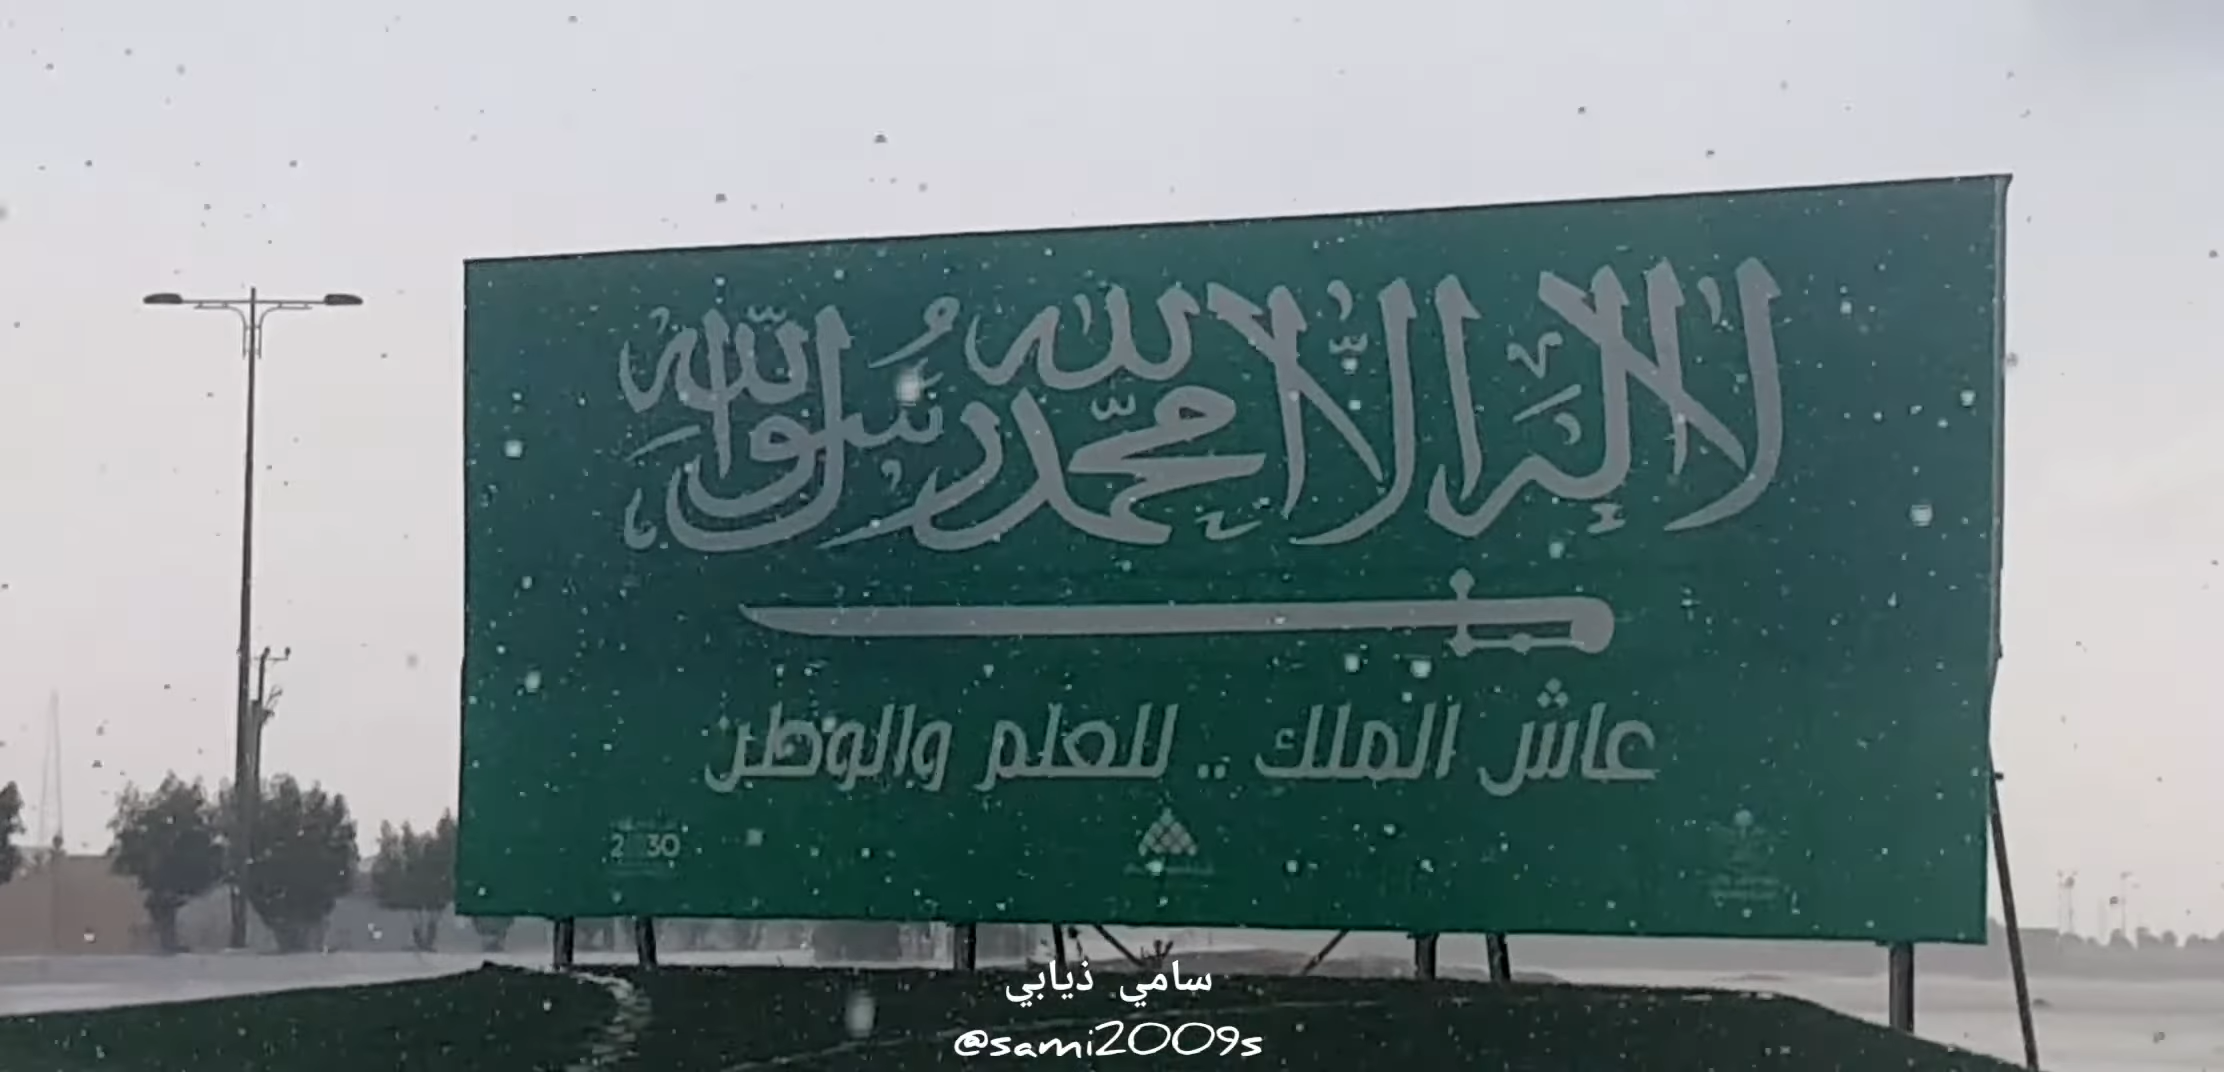 لا إله إلا الله محمد رسول الله
عاش الملك .. للعلم والوطن
2030
سامي ذيابي
@sami2009s